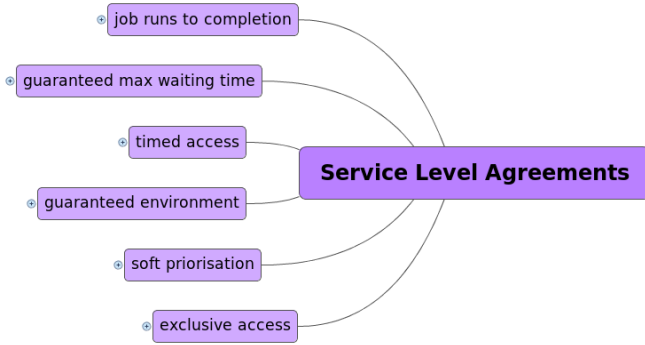 job runs to completion
guaranteed max waiting time
timed access
Service Level Agreements
guaranteed environment
soft priorisation
exclusive access